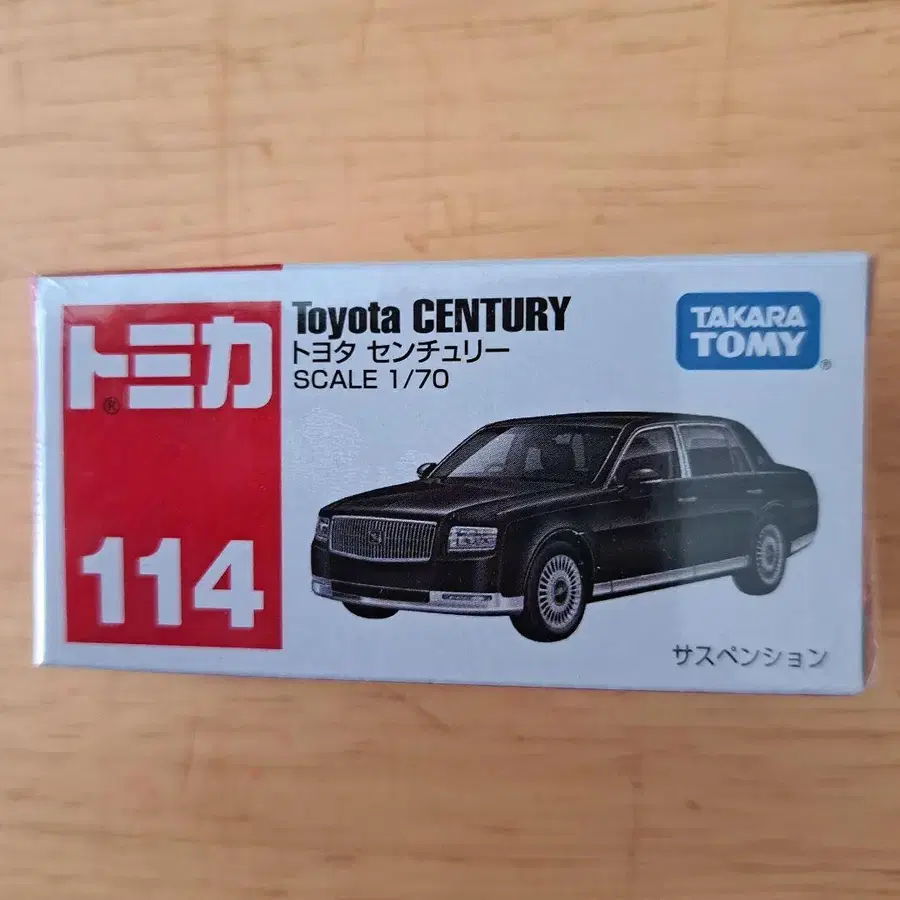 トミカ®
114
Toyota CENTURY
トヨタ センチュリー
SCALE 1/70
TAKARA
TOMY®
サスペンション